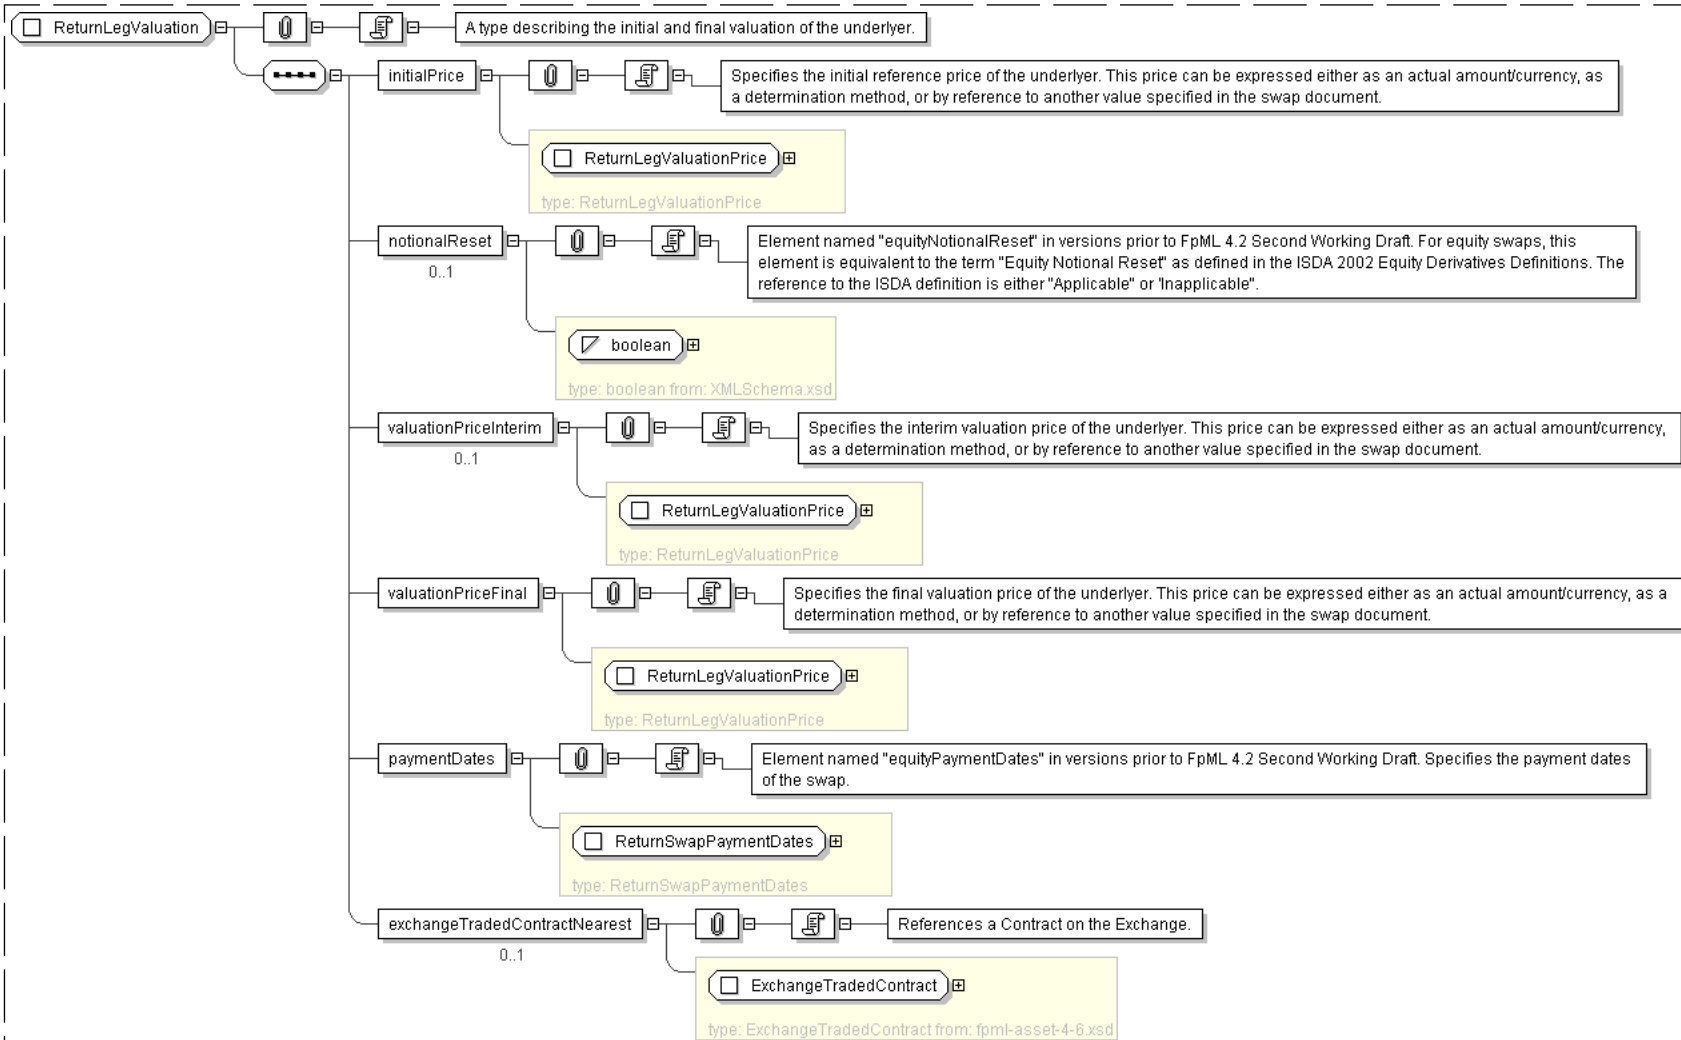 ReturnLegValuation
A type describing the initial and final valuation of the underlyer.
initialPrice
Specifies the initial reference price of the underlyer. This price can be expressed either as an actual amount/currency, as
a determination method, or by reference to another value specified in the swap document.
ReturnLegValuationPrice
type: ReturnLegValuationPrice
notionalReset
0..1
Element named "equityNotionalReset" in versions prior to FpML 4.2 Second Working Draft. For equity swaps, this
element is equivalent to the term "Equity Notional Reset" as defined in the ISDA 2002 Equity Derivatives Definitions. The
reference to the ISDA definition is either "Applicable" or 'Inapplicable".
boolean
type: boolean from: XMLSchema.xsd
valuationPriceInterim
0..1
Specifies the interim valuation price of the underlyer. This price can be expressed either as an actual amount/currency,
as a determination method, or by reference to another value specified in the swap document.
ReturnLegValuationPrice
type: ReturnLegValuationPrice
valuationPriceFinal
Specifies the final valuation price of the underlyer. This price can be expressed either as an actual amount/currency, as a
determination method, or by reference to another value specified in the swap document.
ReturnLegValuationPrice
type: ReturnLegValuationPrice
paymentDates
Element named "equityPaymentDates" in versions prior to FpML 4.2 Second Working Draft. Specifies the payment dates
of the swap.
ReturnSwapPaymentDates
type: ReturnSwapPaymentDates
exchangeTradedContractNearest
0..1
References a Contract on the Exchange.
ExchangeTradedContract
type: ExchangeTradedContract from: fpml-asset-4-6.xsd